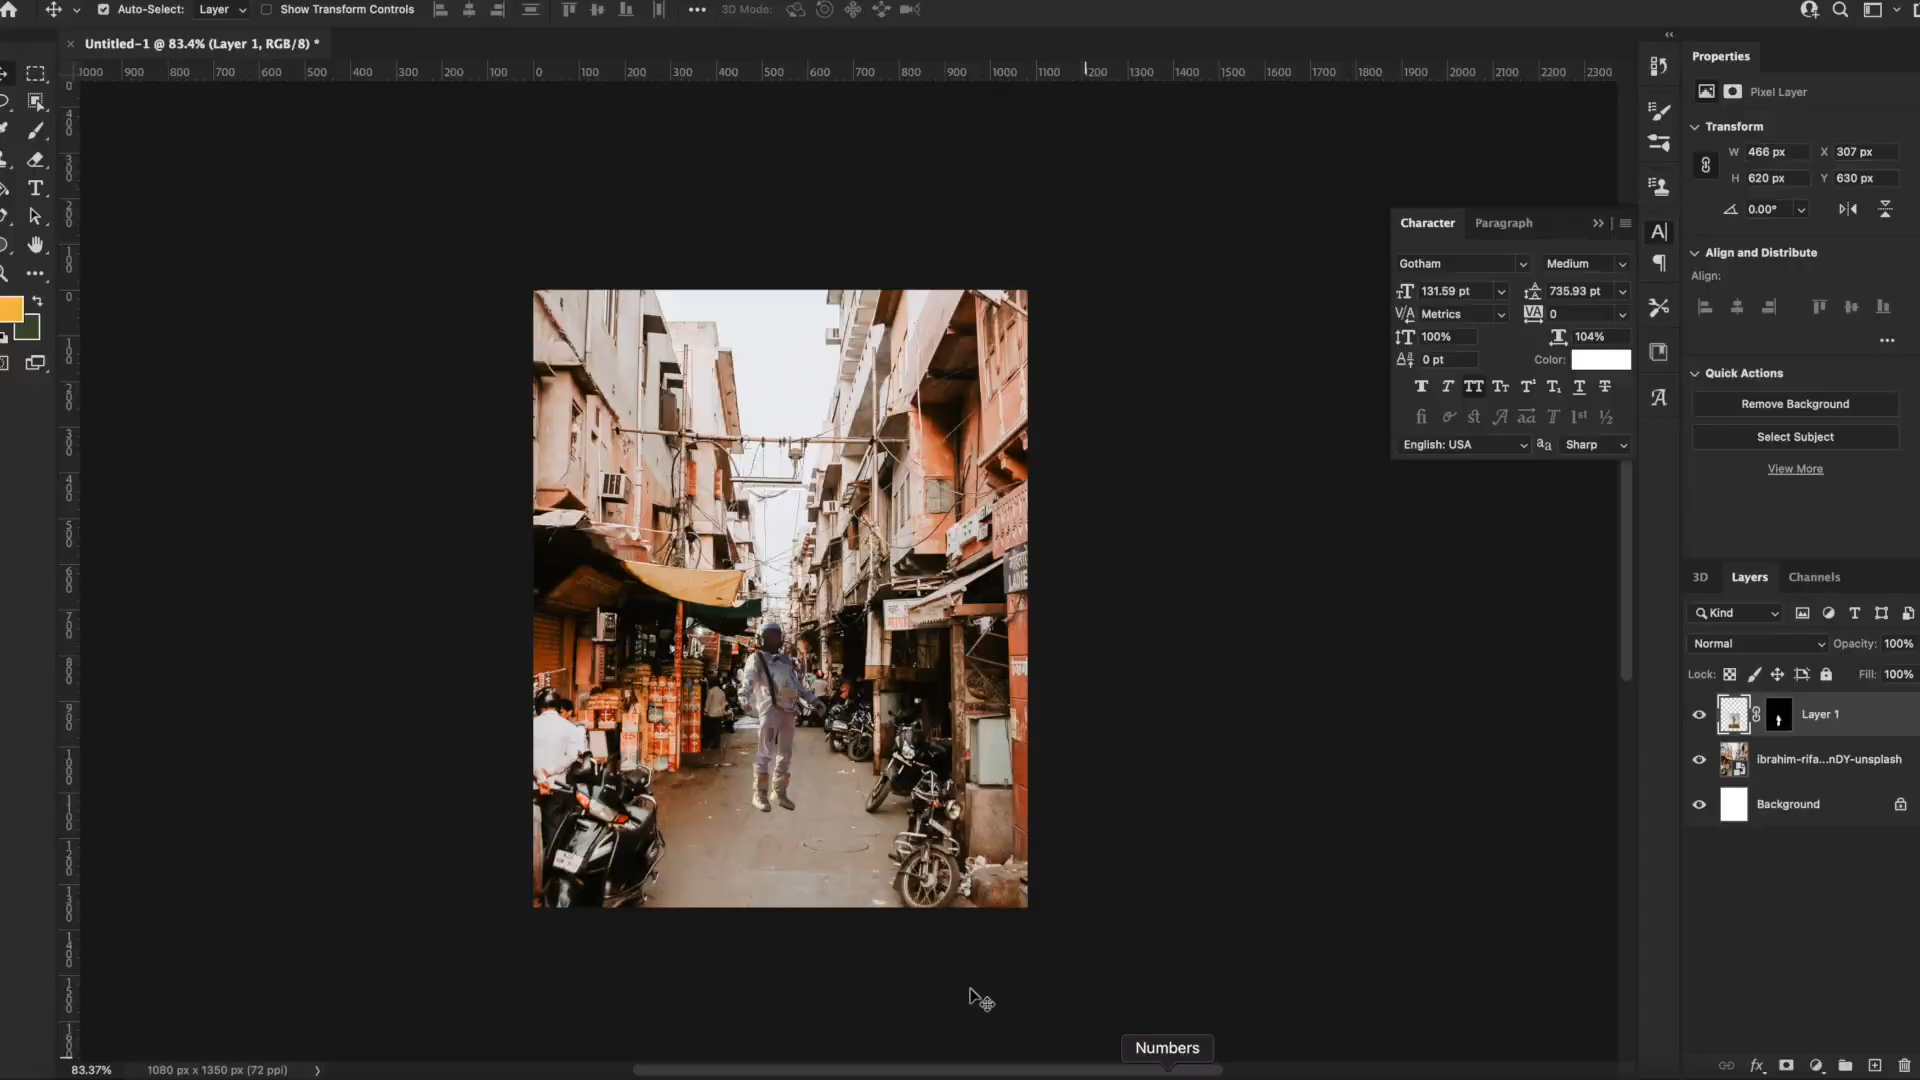 Auto-Select: Layer Show Transform Controls 3D Mode:
Untitled-1 @ 83.4% (Layer 1, RGB/8) *
1000 900 800 700 600 500 400 300 200 100 0 100 200 300 400 500 600 700 800 900 1000 1100 1200 1300 1400 1500 1600 1700 1800 1900 2000 2100 2200 2300
Properties
Pixel Layer
Transform
W 466 px X 307 px
H 620 px Y 630 px
0.00°
Align and Distribute
Align:
Quick Actions
Remove Background
Select Subject
View More
Character Paragraph
Gotham Medium
131.59 pt 735.93 pt
Metrics 0
100% 104%
0 pt Color:
English: USA Sharp
3D Layers Channels
Kind
Normal Opacity: 100%
Lock: Fill: 100%
Layer 1
ibrahim-rifa...nDY-unsplash
Background
Numbers
83.37% 1080 px x 1350 px (72 ppi)